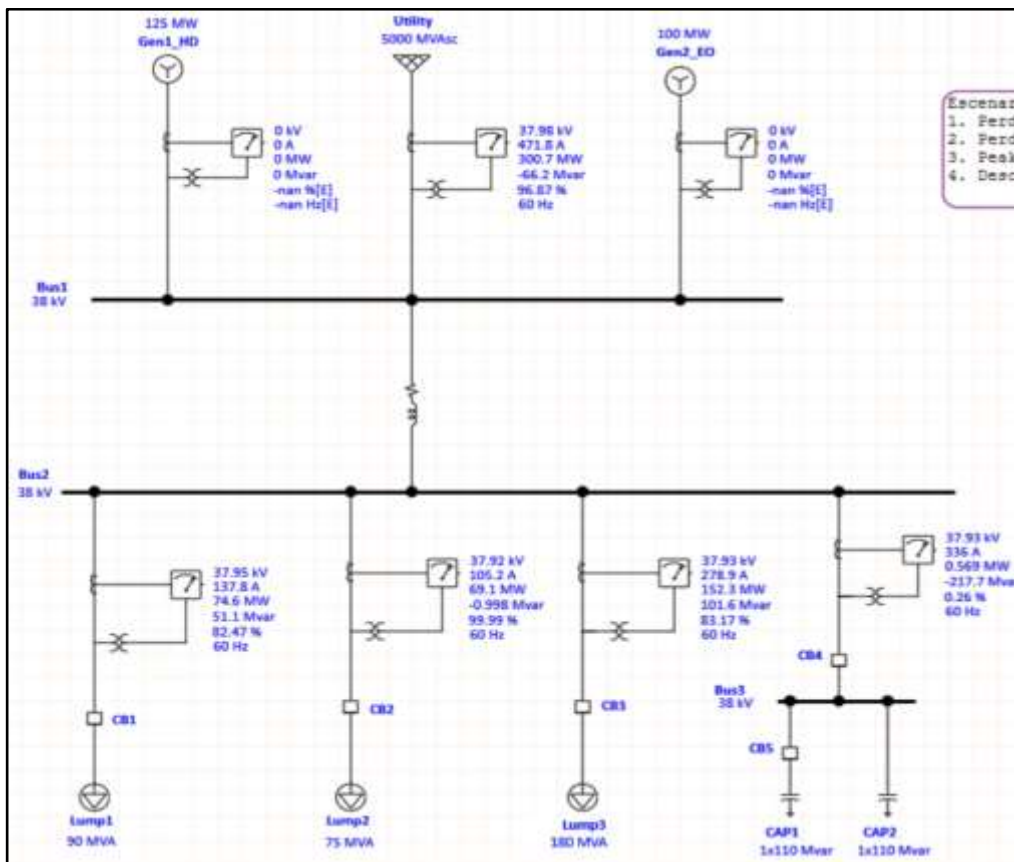 125 MW
Gen1_HD
Utility
5000 MVAsc
100 MW
Gen2_EO
0 kV
0 A
0 MW
0 Mvar
-nan %[E]
-nan Hz[E]
37.98 kV
471.8 A
300.7 MW
-66.2 Mvar
96.87 %
60 Hz
0 kV
0 A
0 MW
0 Mvar
-nan %[E]
-nan Hz[E]
Escenar
1. Perd
2. Perd
3. Peak
4. Desc
Bus1
38 kV
Bus2
38 kV
37.95 kV
137.8 A
74.6 MW
51.1 Mvar
82.47 %
60 Hz
37.92 kV
105.2 A
69.1 MW
-0.998 Mvar
99.99 %
60 Hz
37.93 kV
278.9 A
152.3 MW
101.6 Mvar
83.17 %
60 Hz
37.93 kV
336 A
0.569 MW
-217.7 Mva
0.26 %
60 Hz
CB1
CB2
CB3
CB4
Bus3
38 kV
CB5
Lump1
90 MVA
Lump2
75 MVA
Lump3
180 MVA
CAP1
1x110 Mvar
CAP2
1x110 Mvar